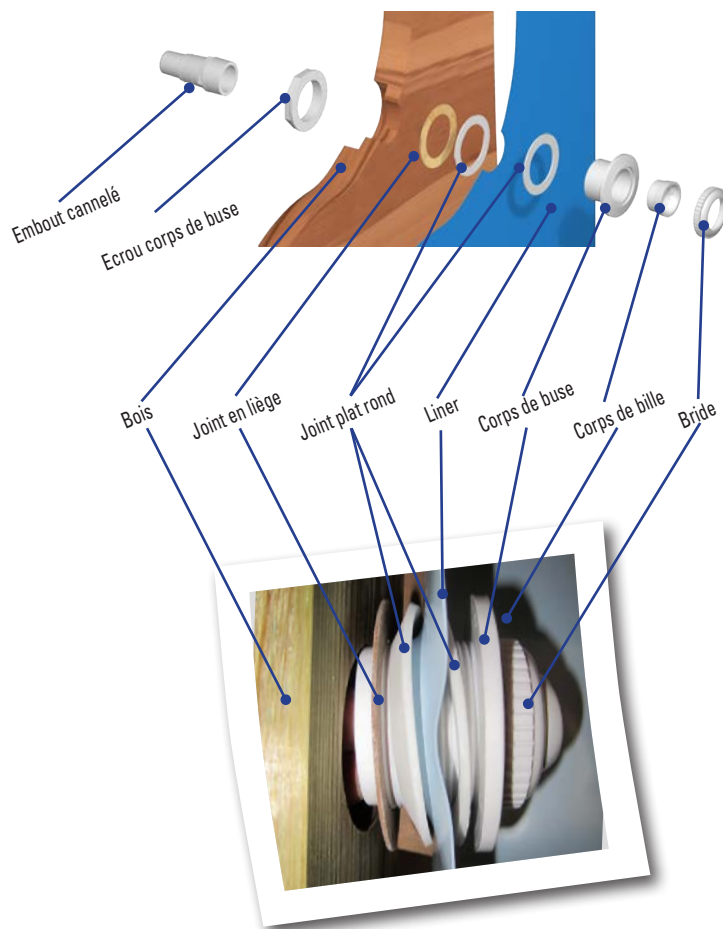 Embout cannelé
Ecrou corps de buse
Bois
Joint en liège
Joint plat rond
Liner
Corps de buse
Corps de bille
Bride